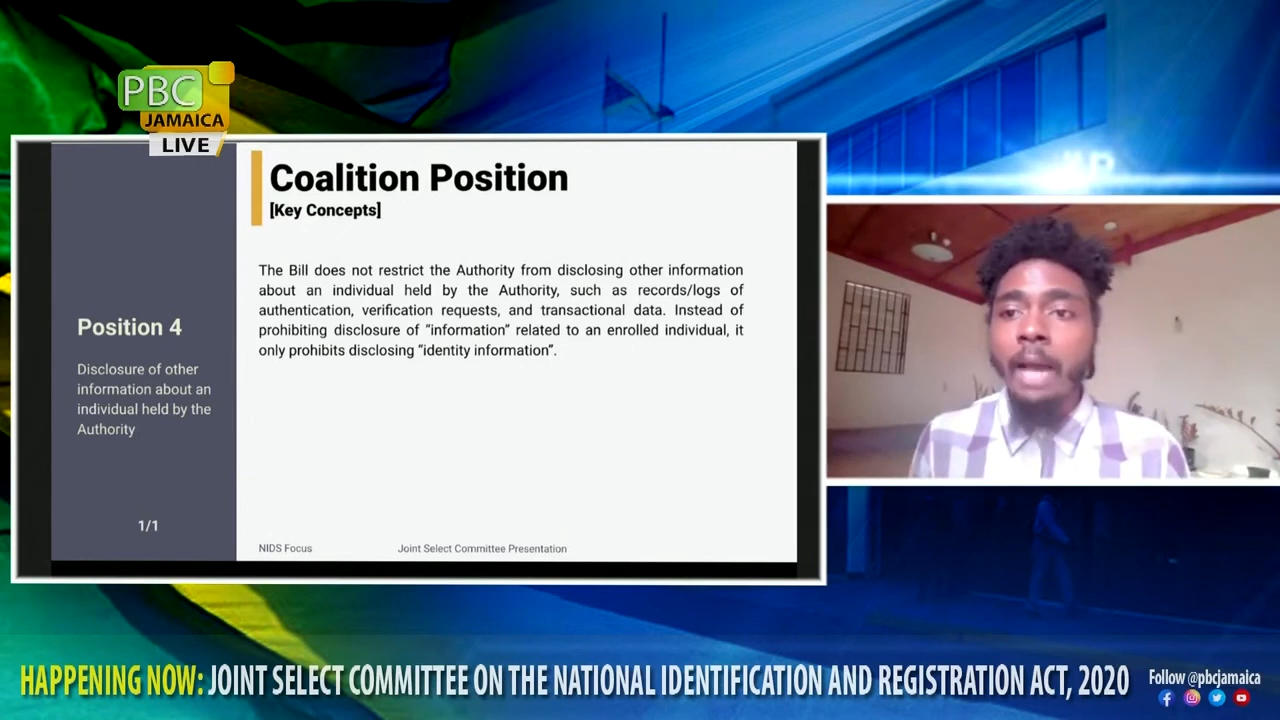 PBC
JAMAICA
LIVE
Coalition Position
[Key Concepts]
The Bill does not restrict the Authority from disclosing other information
about an individual held by the Authority, such as records/logs of
authentication, verification requests, and transactional data. Instead of
prohibiting disclosure of “information” related to an enrolled individual, it
only prohibits disclosing “identity information”.
Position 4
Disclosure of other
information about an
individual held by the
Authority
1/1
NIDS Focus
Joint Select Committee Presentation
HAPPENING NOW: JOINT SELECT COMMITTEE ON THE NATIONAL IDENTIFICATION AND REGISTRATION ACT, 2020
Follow @pbcjamaica